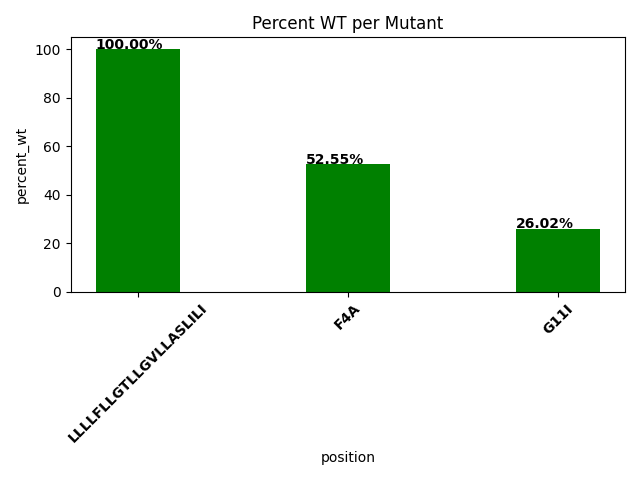 Percent WT per Mutant
percent_wt
100
80
60
40
20
0
100.00%
52.55%
26.02%
LLLLFLLGTLLGVLLASLILI
F4A
G11I
position